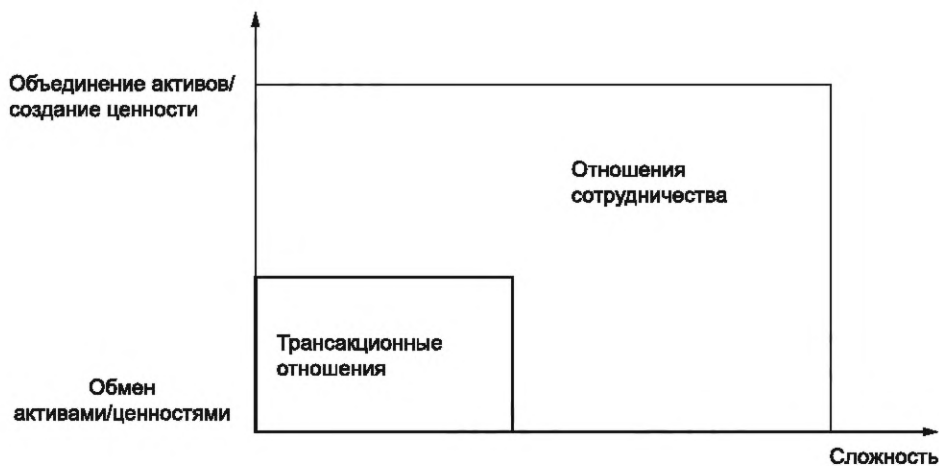 Объединение активов/
создание ценности
Отношения
сотрудничества
Трансакционные
отношения
Обмен
активами/ценностями
Сложность